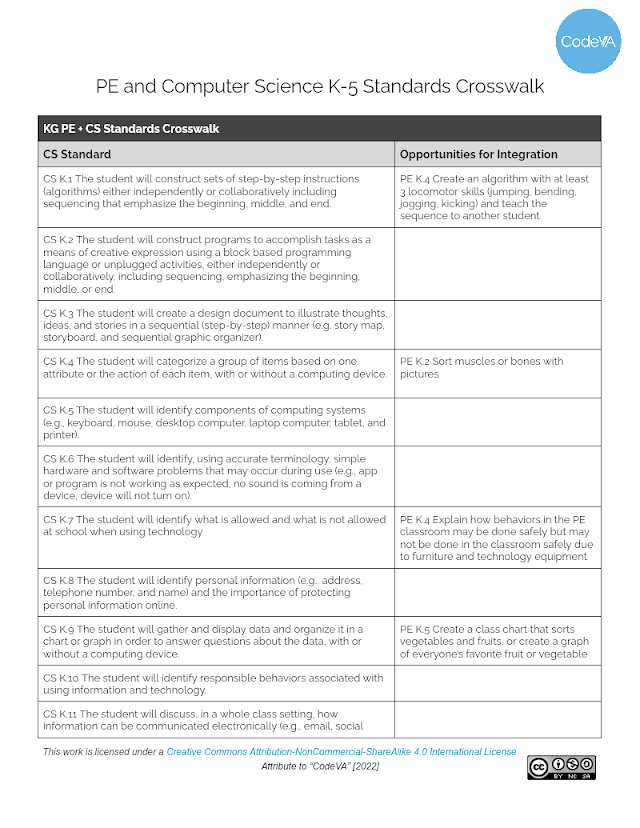 CodeVA
PE and Computer Science K-5 Standards Crosswalk
KG PE + CS Standards Crosswalk
CS Standard
Opportunities for Integration
CS K.1 The student will construct sets of step-by-step instructions
(algorithms) either independently or collaboratively including
sequencing that emphasize the beginning, middle, and end.
PE K.4 Create an algorithm with at least
3 locomotor skills (jumping, bending,
jogging, kicking) and teach the
sequence to another student
CS K.2 The student will construct programs to accomplish tasks as a
means of creative expression using a block based programming
language or unplugged activities, either independently or
collaboratively, including sequencing, emphasizing the beginning,
middle, or end.
CS K.3 The student will create a design document to illustrate thoughts,
ideas, and stories in a sequential (step-by-step) manner (e.g. story map,
storyboard, and sequential graphic organizer).
CS K.4 The student will categorize a group of items based on one
attribute or the action of each item, with or without a computing device.
PE K.2 Sort muscles or bones with
pictures
CS K.5 The student will identify components of computing systems
(e.g., keyboard, mouse, desktop computer, laptop computer, tablet, and
printer).
CS K.6 The student will identify, using accurate terminology, simple
hardware and software problems that may occur during use (e.g., app
or program is not working as expected, no sound is coming from a
device, device will not turn on).
CS K.7 The student will identify what is allowed and what is not allowed
at school when using technology
PE K.4 Explain how behaviors in the PE
classroom may be done safely but may
not be done in the classroom safely due
to furniture and technology equipment
CS K.8 The student will identify personal information (e.g., address,
telephone number, and name) and the importance of protecting
personal information online.
CS K.9 The student will gather and display data and organize it in a
chart or graph in order to answer questions about the data, with or
without a computing device.
PE K.5 Create a class chart that sorts
vegetables and fruits, or create a graph
of everyone's favorite fruit or vegetable
CS K.10 The student will identify responsible behaviors associated with
using information and technology.
CS K.11 The student will discuss, in a whole class setting, how
information can be communicated electronically (e.g., email, social
This work is licensed under a Creative Commons Attribution-NonCommercial-ShareAlike 4.0 International License
Attribute to "CodeVA" [2022]
cc
BY NC SA